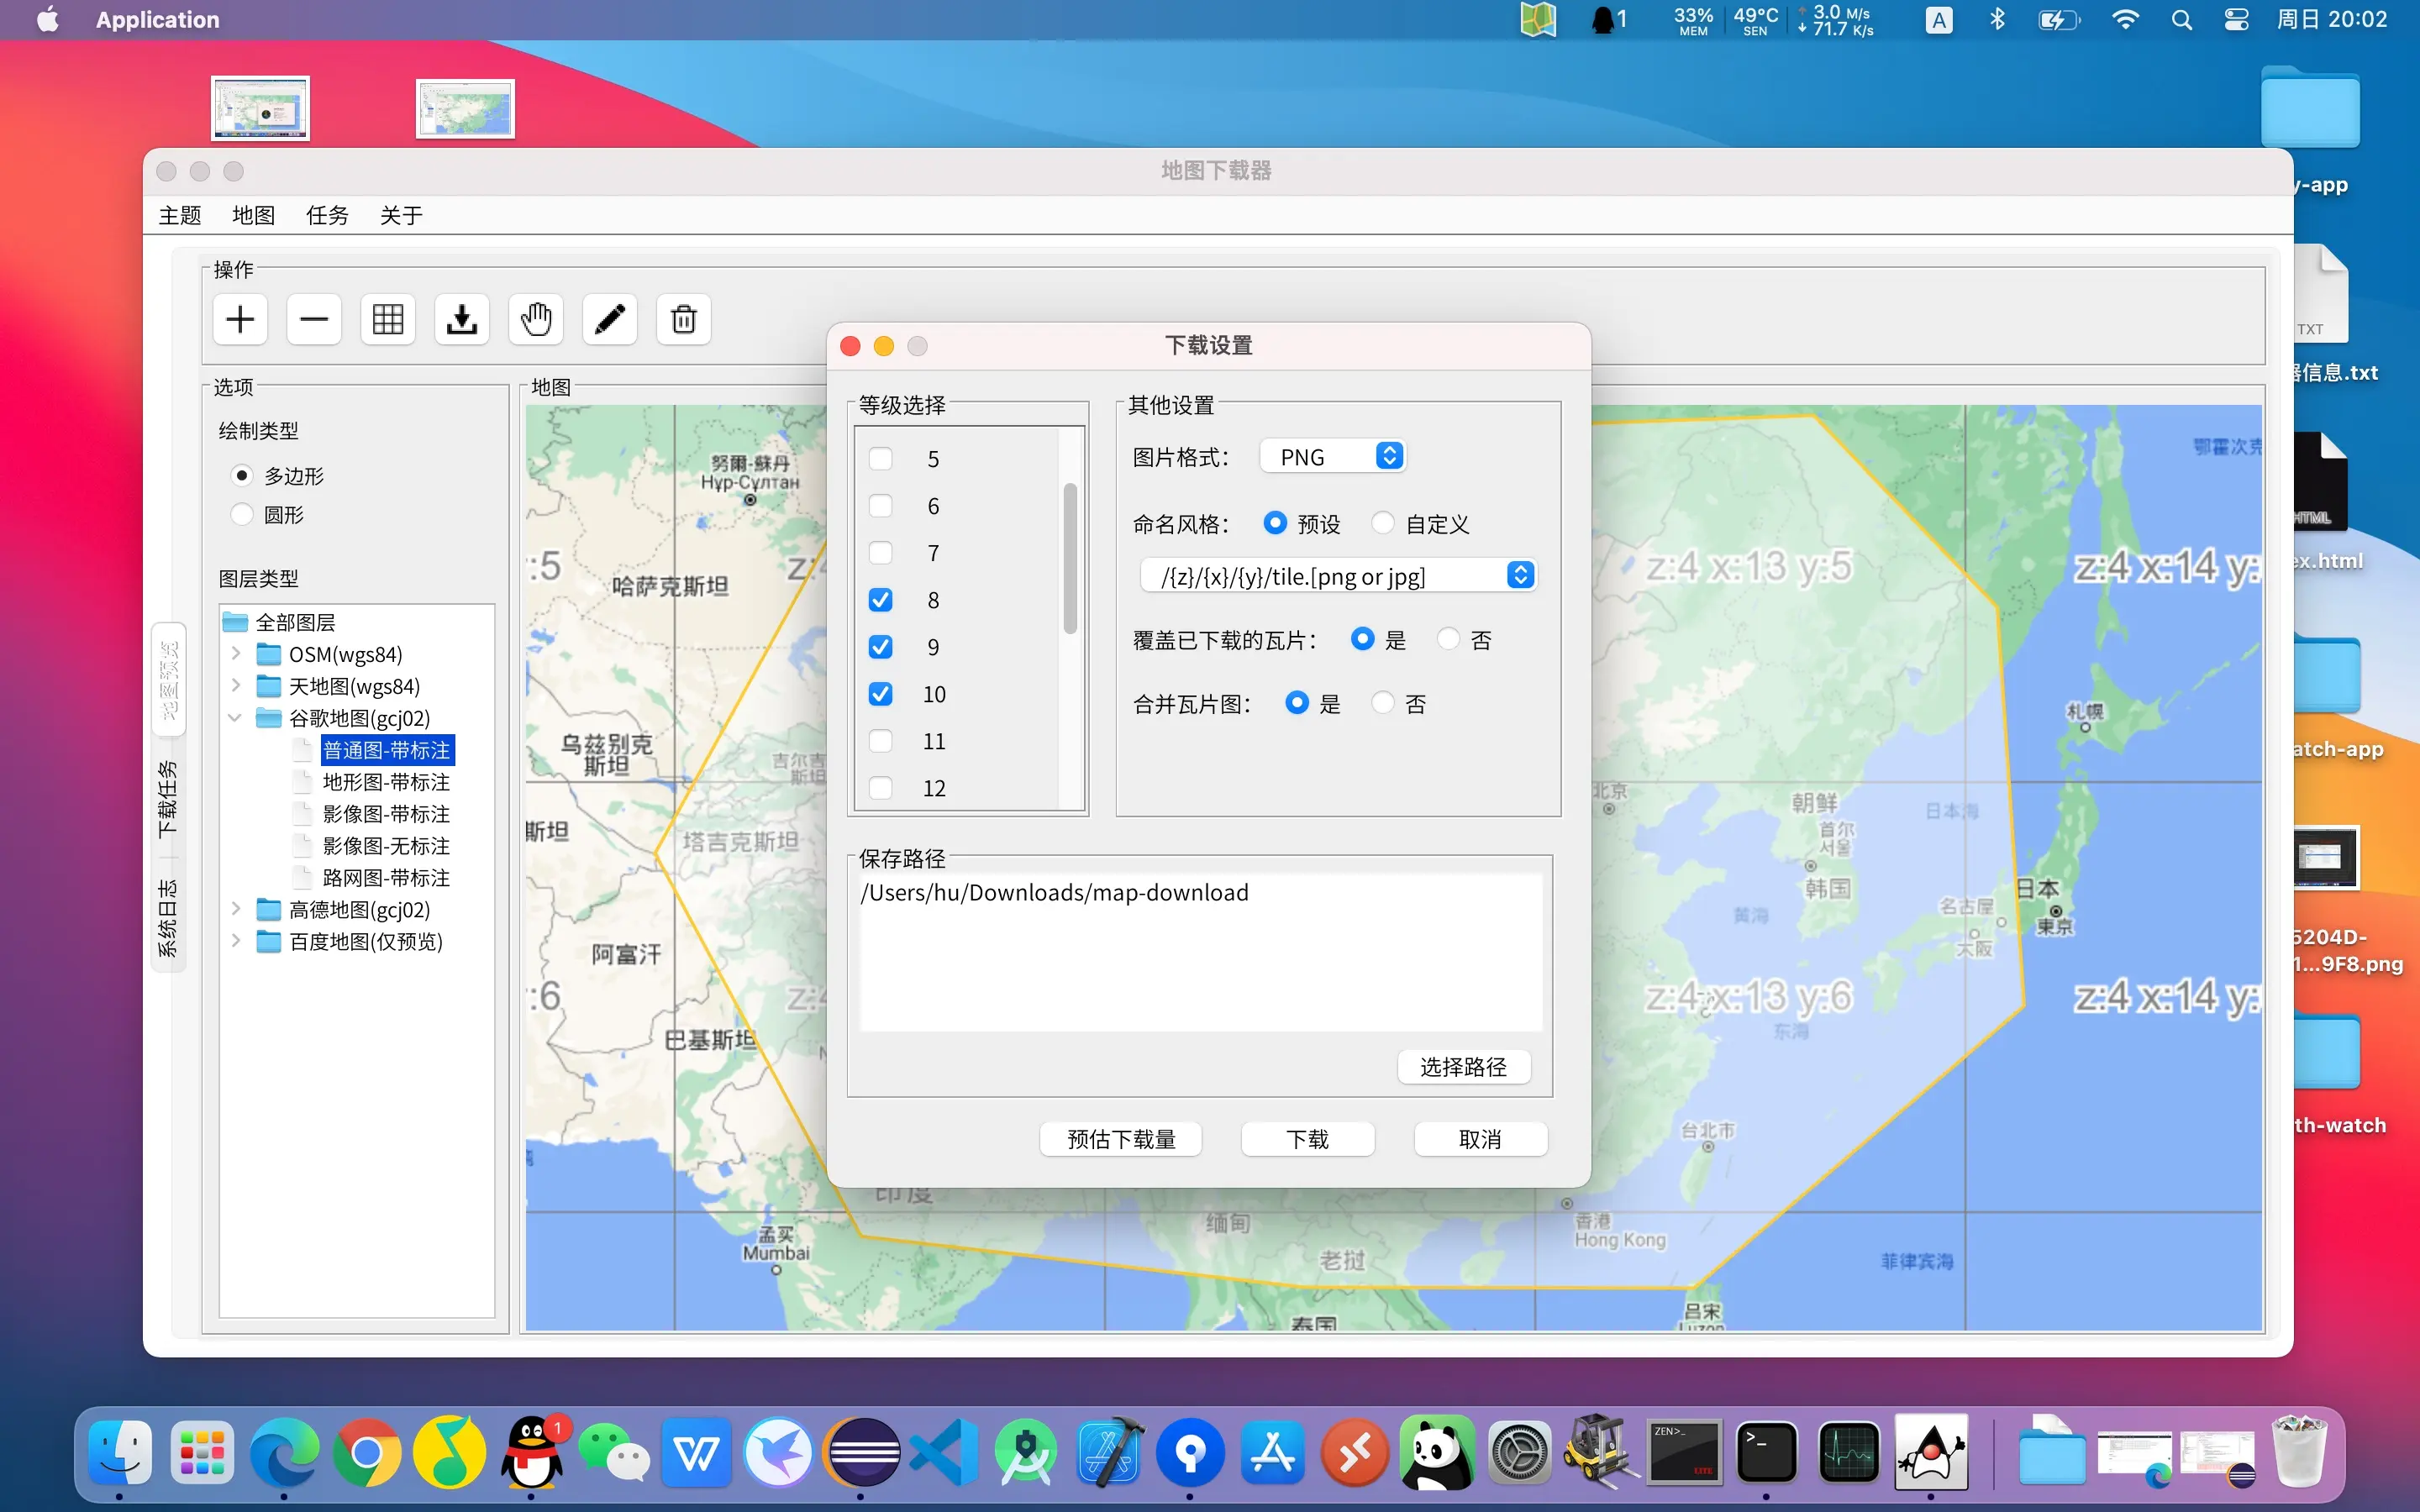 Application
1
33% MEM
49°C SEN
3.0 M/s
71.7 K/s
A
周日 20:02
地图下载器
主题 地图 任务 关于
操作
选项
绘制类型
多边形
圆形
图层类型
全部图层
OSM(wgs84)
天地图(wgs84)
谷歌地图(gcj02)
普通图-带标注
地形图-带标注
影像图-带标注
影像图-无标注
路网图-带标注
高德地图(gcj02)
百度地图(仅预览)
地图预览
下载任务
系统日志
地图
努爾-蘇丹
Нұр-Сұлтан
:5
哈萨克斯坦
乌兹别克
斯坦
吉尔吉
斯坦
斯坦
塔吉克斯坦
阿富汗
:6
巴基斯坦
印度
孟买
Mumbai
缅甸
老挝
泰国
香港
Hong Kong
台北市
吕宋
Luzon
菲律宾海
z:4 x:13 y:5
z:4 x:14 y:
鄂霍次克
札幌
北京
朝鲜
首尔
서울
韩国
日本海
黄海
日本
名古屋
東京
大阪
z:4 x:13 y:6
z:4 x:14 y:
东海
下载设置
等级选择
5
6
7
8
9
10
11
12
其他设置
图片格式: PNG
命名风格: 预设 自定义
/{z}/{x}/{y}/tile.[png or jpg]
覆盖已下载的瓦片: 是 否
合并瓦片图: 是 否
保存路径
/Users/hu/Downloads/map-download
选择路径
预估下载量 下载 取消
y-app
TXT
器信息.txt
HTML
ex.html
atch-app
5204D-
1...9F8.png
th-watch
1
ZEN>_
LITE
>_